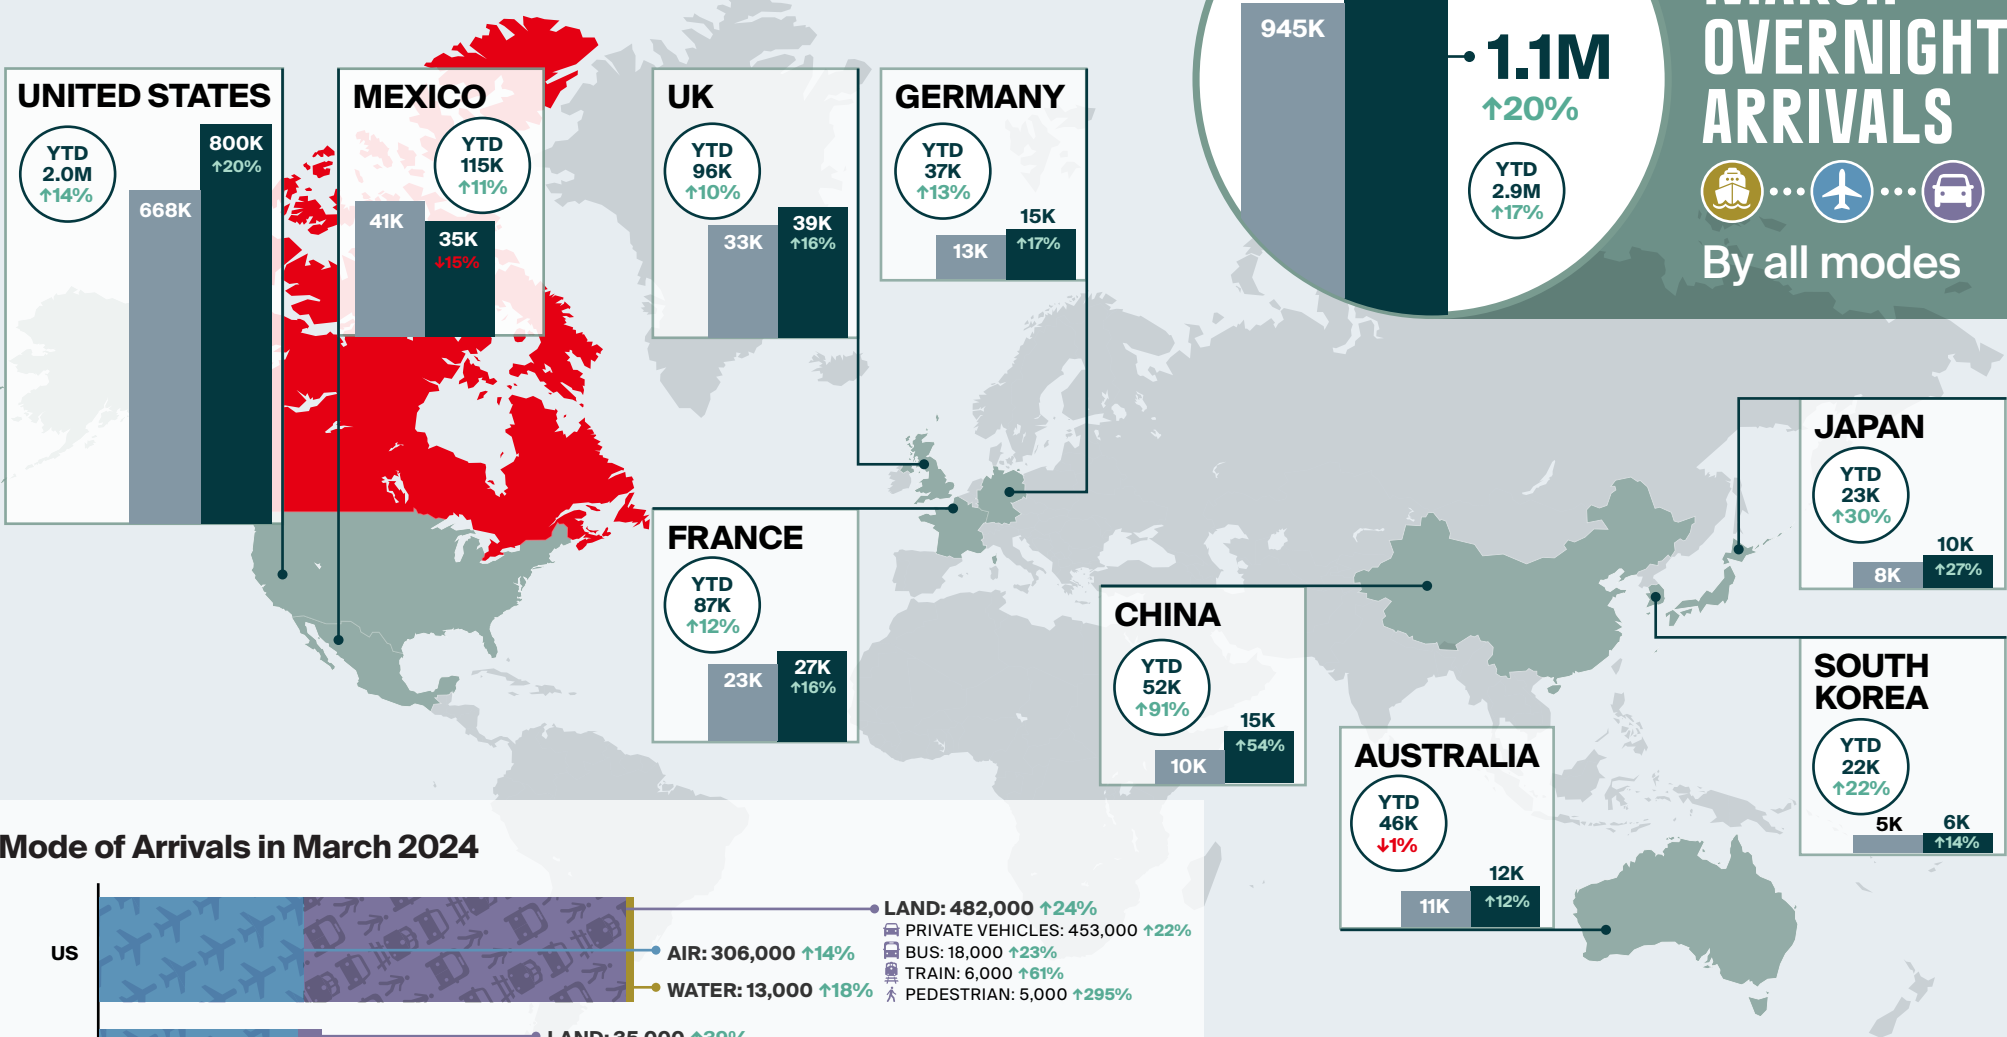 945K
1.1M
↑20%
YTD
2.9M
↑17%
MARCH
OVERNIGHT
ARRIVALS
By all modes
UNITED STATES
YTD
2.0M
↑14%
668K
800K
↑20%
MEXICO
YTD
115K
↑11%
41K
35K
↓15%
UK
YTD
96K
↑10%
33K
39K
↑16%
GERMANY
YTD
37K
↑13%
13K
15K
↑17%
FRANCE
YTD
87K
↑12%
23K
27K
↑16%
CHINA
YTD
52K
↑91%
10K
15K
↑54%
JAPAN
YTD
23K
↑30%
8K
10K
↑27%
SOUTH
KOREA
YTD
22K
↑22%
5K
6K
↑14%
AUSTRALIA
YTD
46K
↓1%
11K
12K
↑12%
Mode of Arrivals in March 2024
US
AIR: 306,000 ↑14%
WATER: 13,000 ↑18%
LAND: 482,000 ↑24%
PRIVATE VEHICLES: 453,000 ↑22%
BUS: 18,000 ↑23%
TRAIN: 6,000 ↑61%
PEDESTRIAN: 5,000 ↑295%
LAND: 35,000 ↑30%